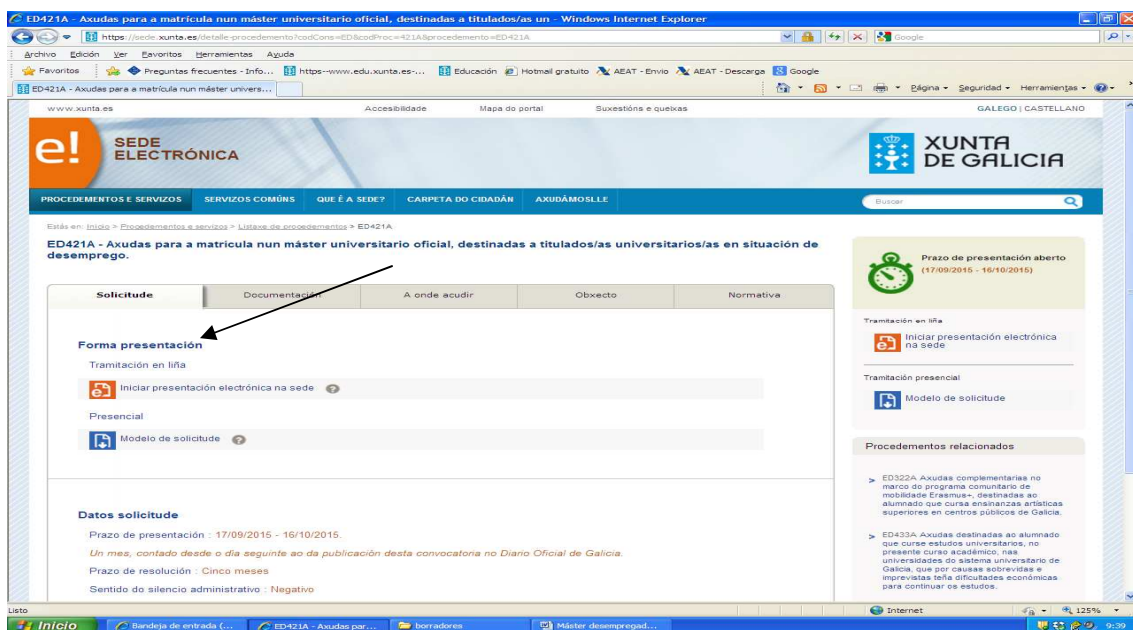 ED421A - Axudas para a matrícula nun máster universitario oficial, destinadas a titulados/as un - Windows Internet Explorer
https://sede.xunta.es/detalle-procedemento?codCons=ED&codProc=421A&procedemento=ED421A
Google
Archivo Edición Ver Favoritos Herramientas Ayuda
Favoritos Preguntas frecuentes - Info... https--www.edu.xunta.es-... Educación Hotmail gratuito AEAT - Envio AEAT - Descarga Google
ED421A - Axudas para a matrícula nun máster univers...
Página Seguridad Herramientas
www.xunta.es Accesibilidade Mapa do portal Suxestións e queixas GALEGO | CASTELLANO
e! SEDE
ELECTRÓNICA
XUNTA
DE GALICIA
PROCEDEMENTOS E SERVIZOS SERVIZOS COMÚNS QUE É A SEDE? CARPETA DO CIDADÁN AXUDÁMOSLLE
Buscar
Estás en: Inicio > Procedementos e servizos > Listaxe de procedementos > ED421A
ED421A - Axudas para a matrícula nun máster universitario oficial, destinadas a titulados/as universitarios/as en situación de
desemprego.
Solicitude Documentación A onde acudir Obxecto Normativa
Forma presentación
Tramitación en liña
Iniciar presentación electrónica na sede
Presencial
Modelo de solicitude
Datos solicitude
Prazo de presentación : 17/09/2015 - 16/10/2015.
Un mes, contado desde o día seguinte ao da publicación desta convocatoria no Diario Oficial de Galicia.
Prazo de resolución : Cinco meses
Sentido do silencio administrativo : Negativo
Prazo de presentación aberto
(17/09/2015 - 16/10/2015)
Tramitación en liña
Iniciar presentación electrónica
na sede
Tramitación presencial
Modelo de solicitude
Procedementos relacionados
> ED322A Axudas complementarias no
marco do programa comunitario de
mobilidade Erasmus+, destinadas ao
alumnado que cursa ensinanzas artísticas
superiores en centros públicos de Galicia.
> ED433A Axudas destinadas ao alumnado
que curse estudos universitarios, no
presente curso académico, nas
universidades do sistema universitario de
Galicia, que por causas sobrevidas e
imprevistas teña dificultades económicas
para continuar os estudos.
Listo Internet 125%
Inicio Bandeja de entrada (... ED421A - Axudas par... borradores Máster desempregad... 9:39